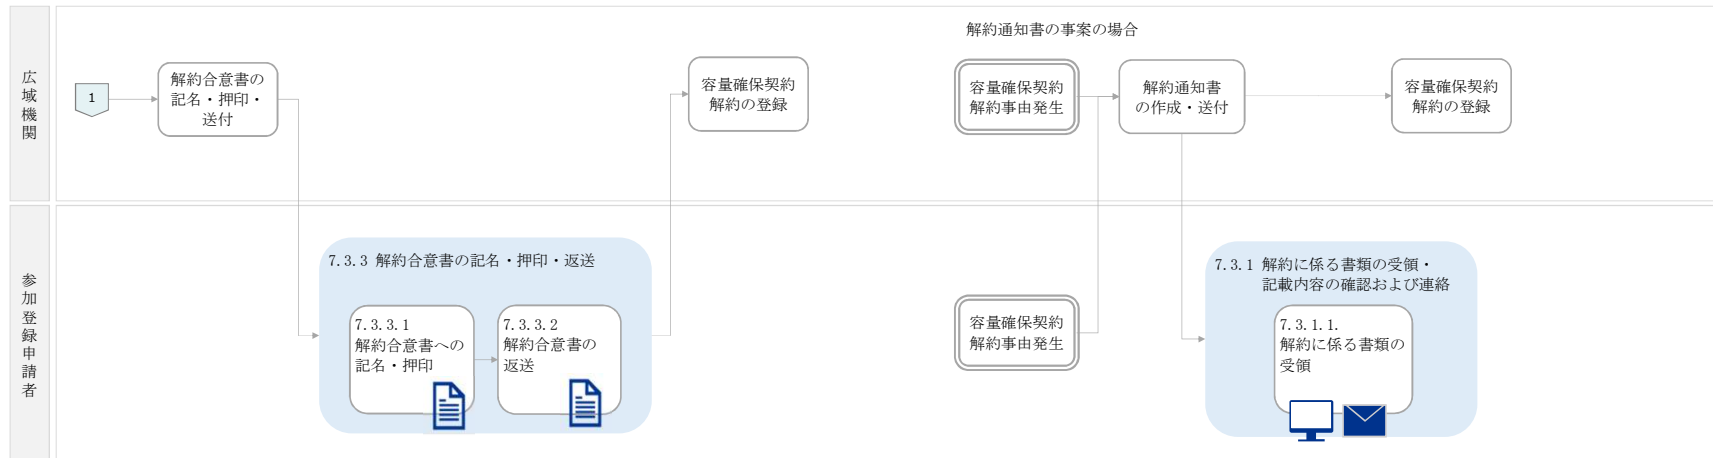 広域機関
1
解約合意書の
記名・押印・
送付
容量確保契約
解約の登録
解約通知書の事案の場合
容量確保契約
解約事由発生
解約通知書
の作成・送付
容量確保契約
解約の登録
参加登録申請者
7.3.3 解約合意書の記名・押印・返送
7.3.3.1
解約合意書への
記名・押印
7.3.3.2
解約合意書の
返送
容量確保契約
解約事由発生
7.3.1 解約に係る書類の受領・
記載内容の確認および連絡
7.3.1.1.
解約に係る書類の
受領